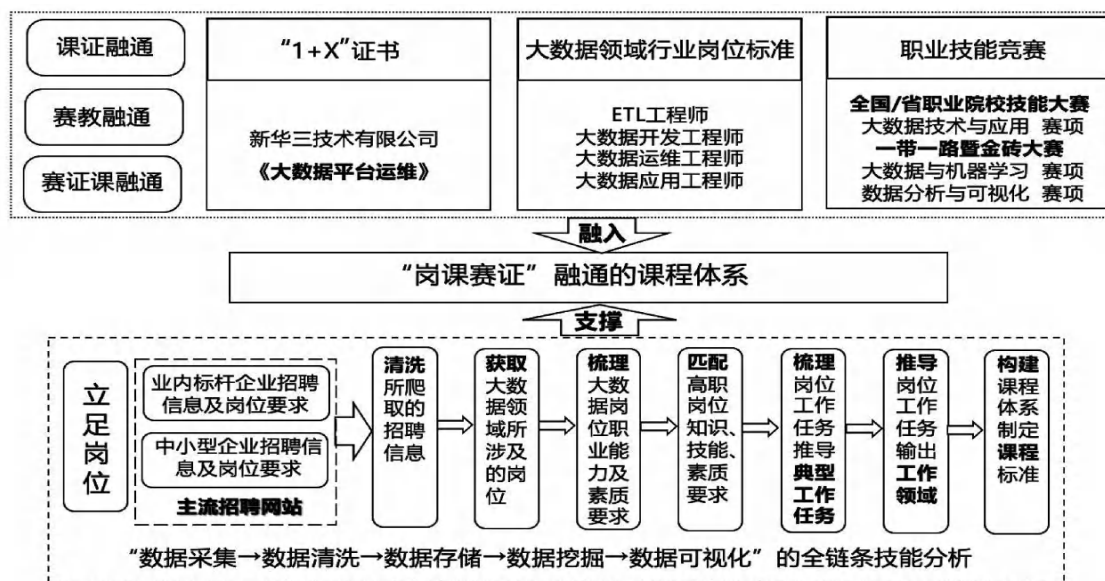 课证融通
赛教融通
赛证课融通
“1+X”证书
新华三技术有限公司
《大数据平台运维》
大数据领域行业岗位标准
ETL工程师
大数据开发工程师
大数据运维工程师
大数据应用工程师
职业技能竞赛
全国/省职业院校技能大赛
大数据技术与应用 赛项
一带一路暨金砖大赛
大数据与机器学习 赛项
数据分析与可视化 赛项
融入
“岗课赛证”融通的课程体系
支撑
立足岗位
业内标杆企业招聘
信息及岗位要求
中小型企业招聘信
息及岗位要求
主流招聘网站
清洗
所爬
取的
招聘
信息
获取
大数
据领
域所
涉及
的岗
位
梳理
大数
据岗
位职
业能
力及
素质
要求
匹配
高职
岗位
知识、
技能、
素质
要求
梳理
岗位
工作
任务
推导
典型
工作
任务
推导
岗位
工作
任务
输出
工作
领域
构建
课程
体系
制定
课程
标准
“数据采集→数据清洗→数据存储→数据挖掘→数据可视化”的全链条技能分析